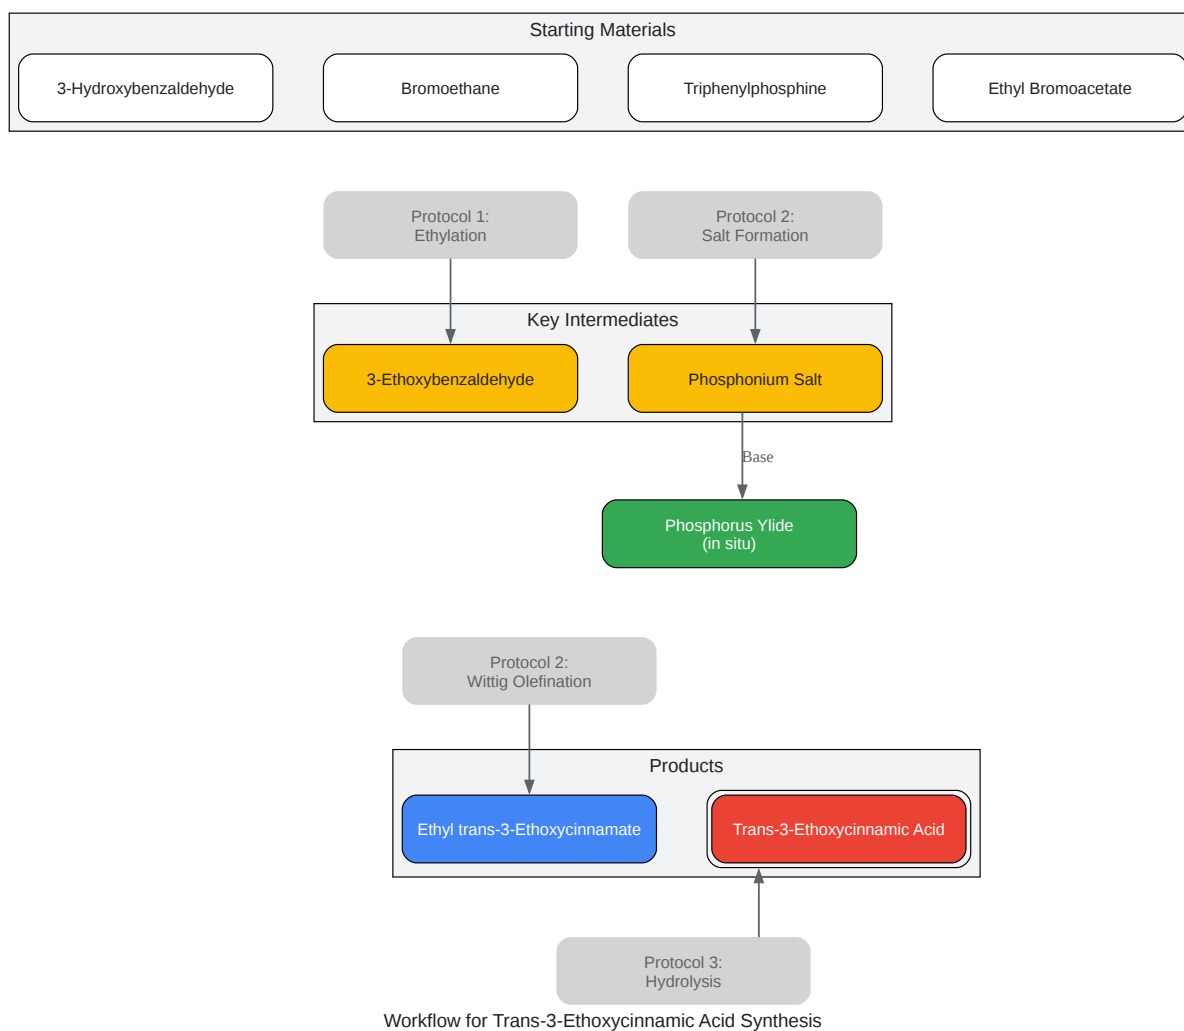 Starting Materials
3-Hydroxybenzaldehyde
Bromoethane
Triphenylphosphine
Ethyl Bromoacetate
Protocol 1:
Ethylation
Protocol 2:
Salt Formation
Key Intermediates
3-Ethoxybenzaldehyde
Phosphonium Salt
Base
Phosphorus Ylide
(in situ)
Protocol 2:
Wittig Olefination
Products
Ethyl trans-3-Ethoxycinnamate
Trans-3-Ethoxycinnamic Acid
Protocol 3:
Hydrolysis
Workflow for Trans-3-Ethoxycinnamic Acid Synthesis